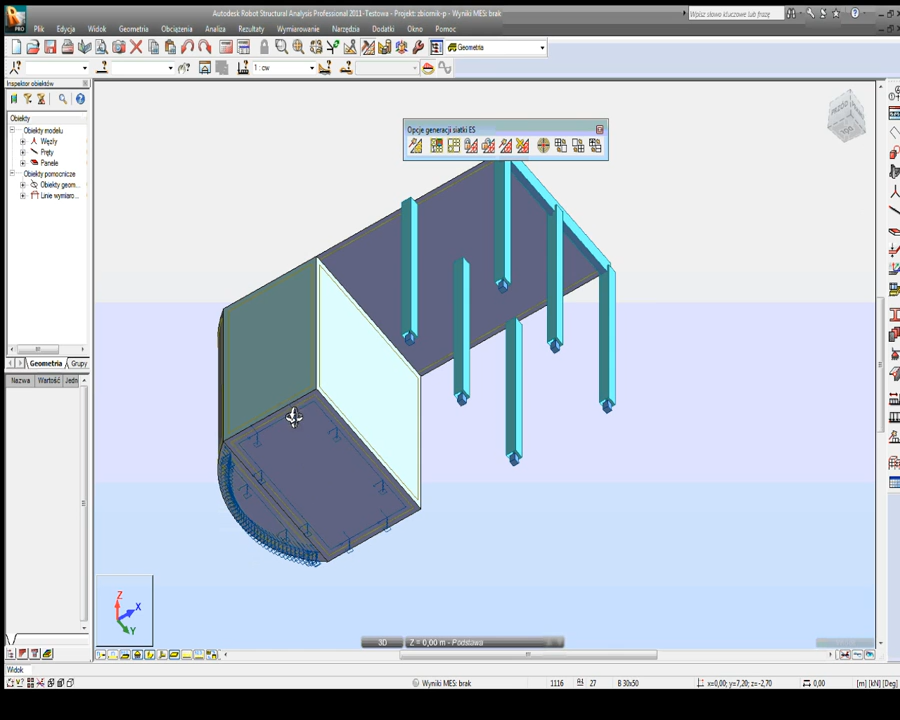 Autodesk Robot Structural Analysis Professional 2011-Testowa - Projekt: zbiornik-p - Wyniki MES: brak
Wpisz słowo kluczowe lub frazę
PRO
Plik Edycja Widok Geometria Obciążenia Analiza Rezultaty Wymiarowanie Narzędzia Dodatki Okno Pomoc
Geometria
1 : cw
Inspektor obiektów
Obiekty
Obiekty modelu
Węzły
Pręty
Panele
Obiekty pomocnicze
Obiekty geom...
Linie wymiaro...
Geometria Grupy
Nazwa Wartość Jedn
Opcje generacji siatki ES
Z
X
Y
3D Z = 0,00 m - Podstawa
Widok
Wyniki MES: brak 1116 27 B 30x50 x=0,00; y=7,20; z=-2,70 0,00 [m] [kN] [Deg]